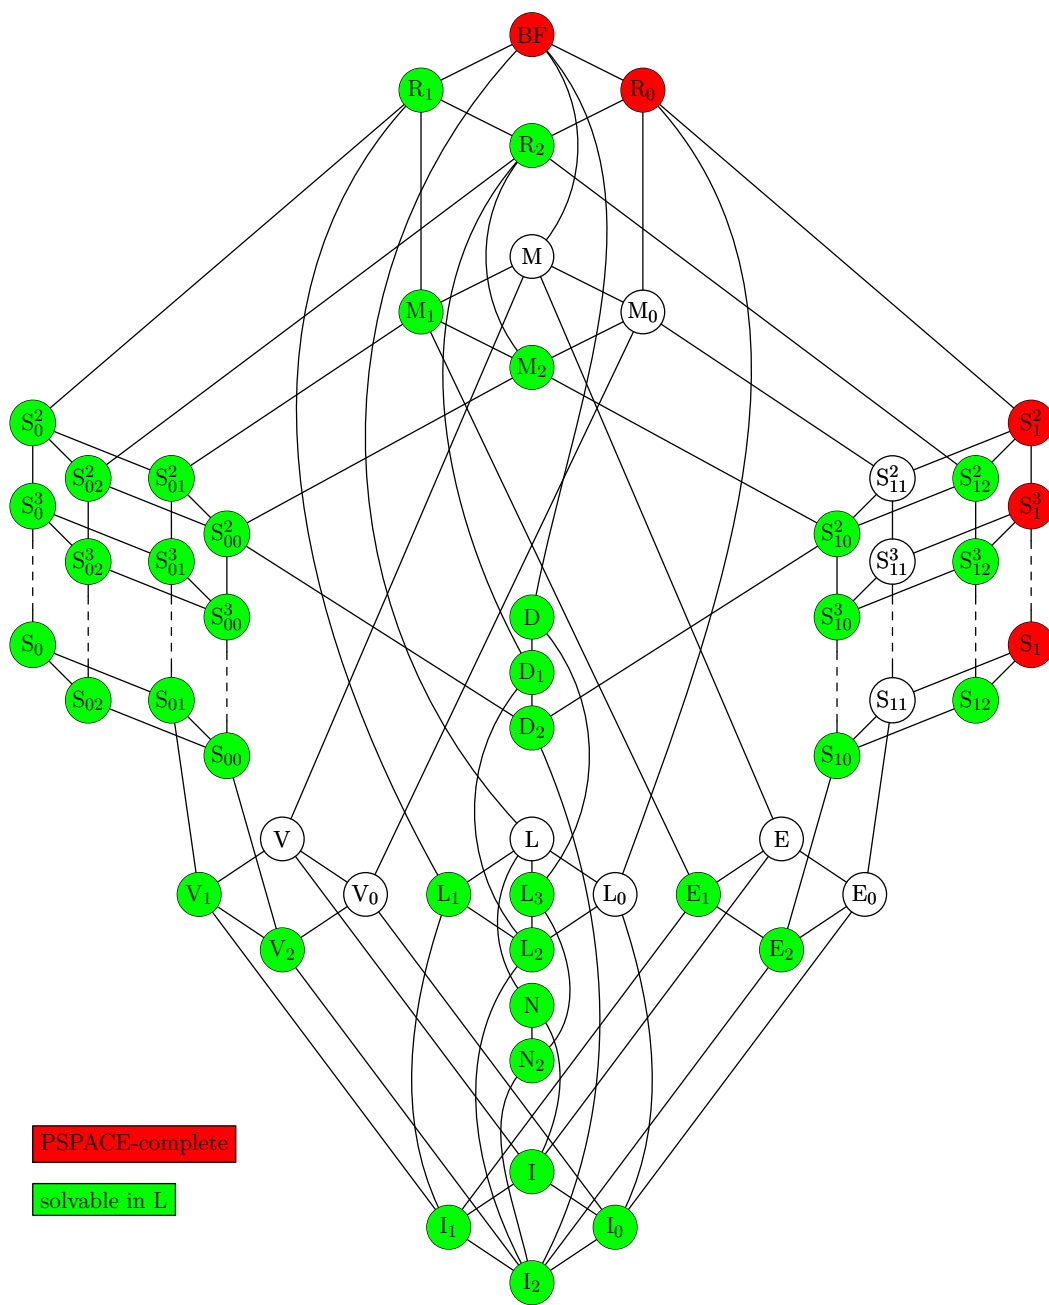 BF
R₁
R₀
R₂
M
M₁
M₀
M₂
S₀²
S₁²
S₀₂²
S₀₁²
S₁₁²
S₁₂²
S₀³
S₁³
S₀₀²
S₁₀²
S₀₂³
S₀₁³
S₁₁³
S₁₂³
S₀₀³
D
S₁₀³
S₀
S₁
D₁
S₀₂
S₀₁
S₁₁
S₁₂
D₂
S₀₀
S₁₀
V
L
E
V₁
V₀
L₁
L₃
L₀
E₁
E₀
V₂
L₂
E₂
N
N₂
PSPACE-complete
I
solvable in L
I₁
I₀
I₂